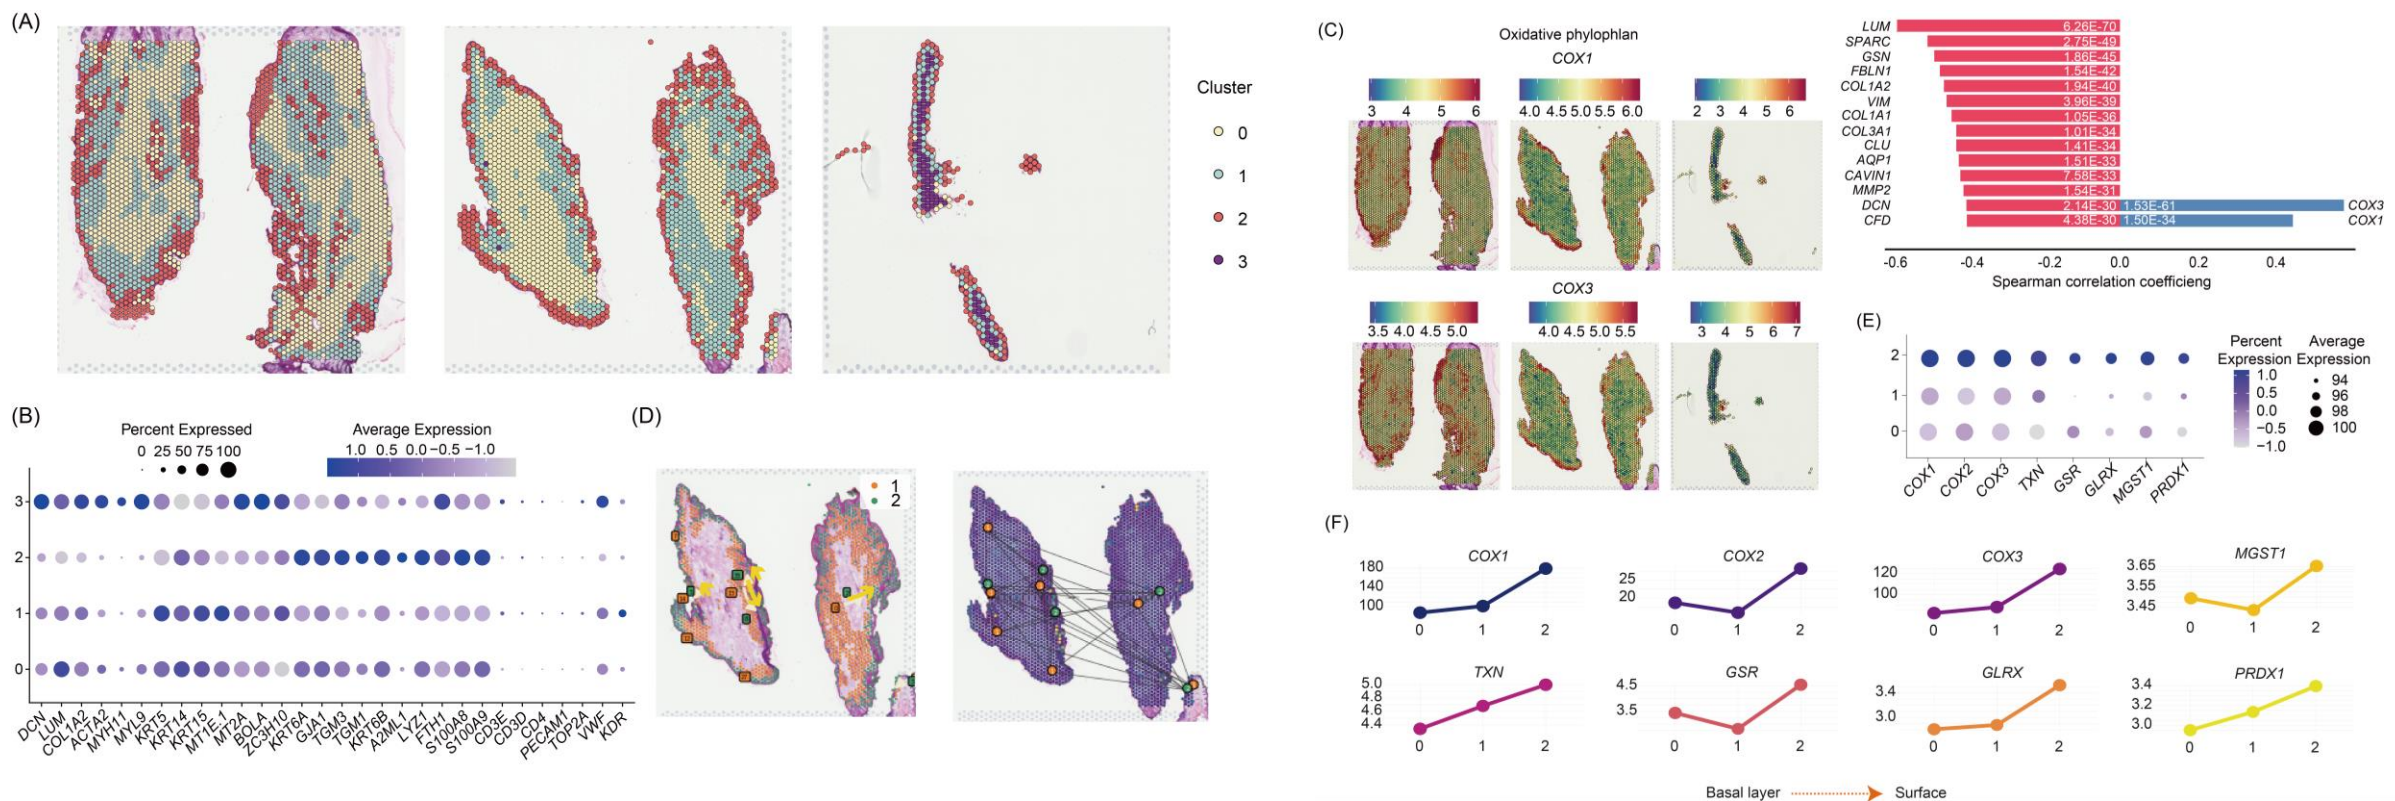 (A)
Cluster
0
1
2
3
(B)
Percent Expressed
0 25 50 75 100
Average Expression
1.0 0.5 0.0 −0.5 −1.0
3
2
1
0
DCN
LUM
COL1A2
ACTA2
MYH11
MYL9
KRT5
KRT14
KRT15
MT1E.1
MT2A
BOLA
ZC3H10
KRT6A
GJA1
TGM3
TGM1
KRT6B
A2ML1
LYZ1
FTH1
S100A8
S100A9
CD3E
CD3D
CD4
PECAM1
TOP2A
VWF
KDR
(D)
1
2
(C)
Oxidative phylophlan
COX1
3 4 5 6
4.0 4.5 5.0 5.5 6.0
2 3 4 5 6
COX3
3.5 4.0 4.5 5.0
4.0 4.5 5.0 5.5
3 4 5 6 7
LUM 6.26E-70
SPARC 2.75E-49
GSN 1.86E-45
FBLN1 1.54E-42
COL1A2 1.94E-40
VIM 3.96E-39
COL1A1 1.05E-36
COL3A1 1.01E-34
CLU 1.41E-34
AQP1 1.51E-33
CAVIN1 7.58E-33
MMP2 1.54E-31
DCN 2.14E-30 1.53E-61 COX3
CFD 4.38E-30 1.50E-34 COX1
-0.6 -0.4 -0.2 0.0 0.2 0.4
Spearman correlation coefficieng
(E)
2
1
0
COX1
COX2
COX3
TXN
GSR
GLRX
MGST1
PRDX1
Percent Average
Expression Expression
1.0
0.5
0.0
−0.5
−1.0
94
96
98
100
(F)
COX1
180
140
100
0 1 2
COX2
25
20
0 1 2
COX3
120
100
0 1 2
MGST1
3.65
3.55
3.45
0 1 2
TXN
5.0
4.8
4.6
4.4
0 1 2
GSR
4.5
3.5
0 1 2
GLRX
3.4
3.0
0 1 2
PRDX1
3.4
3.2
3.0
0 1 2
Basal layer Surface